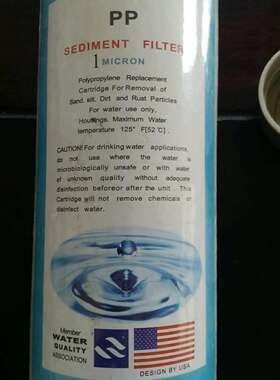 PP
SEDIMENT FILTER
1 MICRON
Polypropylene Replacement
Cartridge For Removal of
Sand, silt, Dirt and Rust Particles
For water use only,
Housings, Maximum Water
temperature 125° F[52℃].
CAUTION! For drinking water applications,
do not, use where the water is
microbiologically unsafe or with water
of unknown quality without adequate
disinfection beforeor after the unit. This
Cartridge will not remove chemicals or
disinfect water.
Member
WATER
QUALITY
ASSOCIATION
DESIGN BY USA